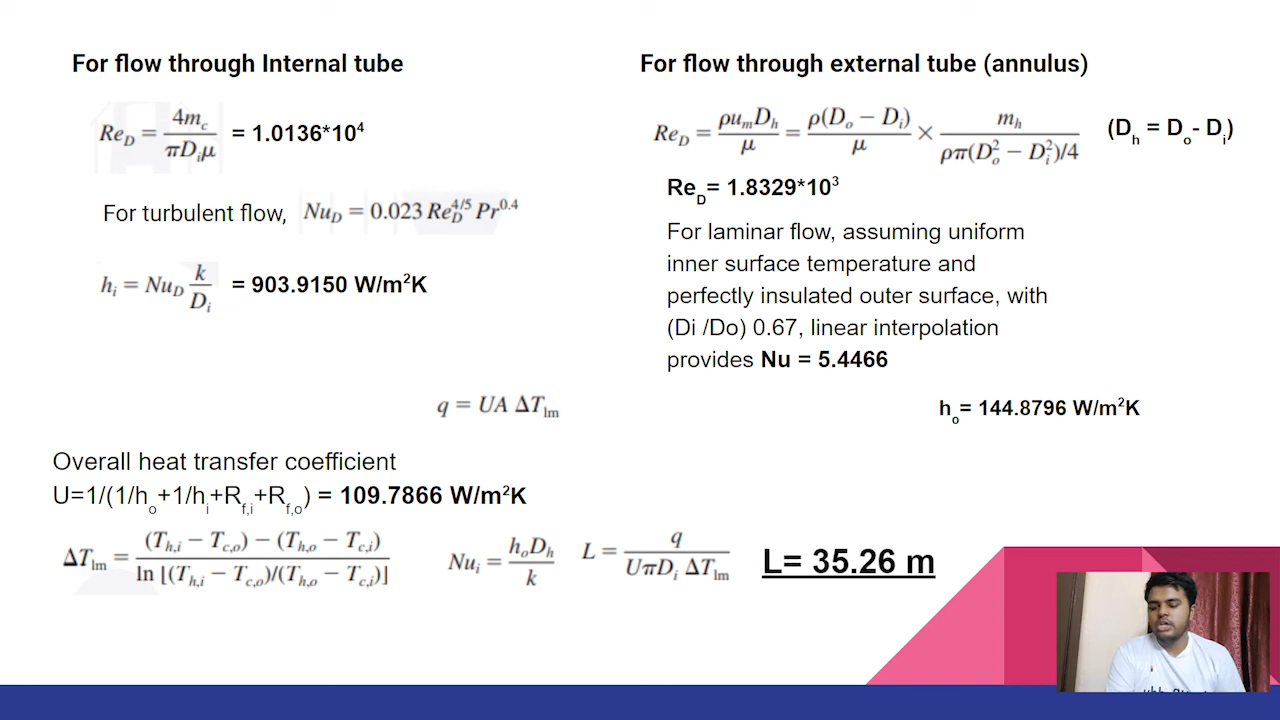 For flow through Internal tube
Re_D = 4m_c / πD_iμ = 1.0136*10^4
For turbulent flow, Nu_D = 0.023 Re_D^4/5 Pr^0.4
h_i = Nu_D k / D_i = 903.9150 W/m²K
For flow through external tube (annulus)
Re_D = ρu_mD_h / μ = ρ(D_o − D_i) / μ × m_h / ρπ(D_o² − D_i²)/4 (D_h = D_o- D_i)
Re_D= 1.8329*10³
For laminar flow, assuming uniform
inner surface temperature and
perfectly insulated outer surface, with
(Di /Do) 0.67, linear interpolation
provides Nu = 5.4466
h_o= 144.8796 W/m²K
q = UA ΔT_lm
Overall heat transfer coefficient
U=1/(1/h_o+1/h_i+R_f,i+R_f,o) = 109.7866 W/m²K
ΔT_lm = (T_h,i − T_c,o) − (T_h,o − T_c,i) / ln [(T_h,i − T_c,o)/(T_h,o − T_c,i)]
Nu_i = h_oD_h / k
L = q / UπD_i ΔT_lm
L= 35.26 m